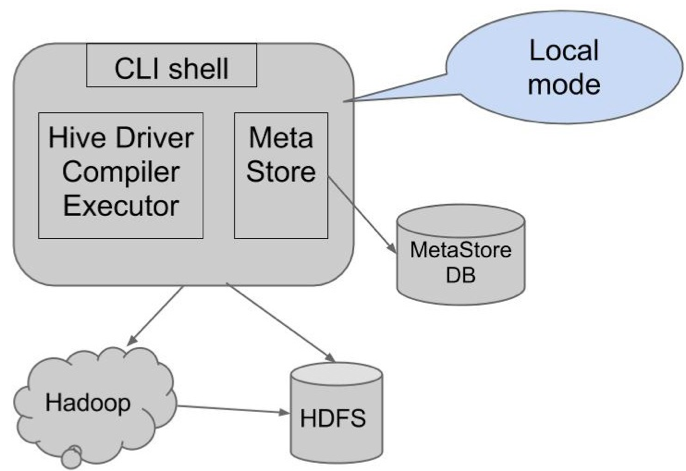 CLI shell
Local
mode
Hive Driver
Compiler
Executor
Meta
Store
MetaStore
DB
Hadoop
HDFS